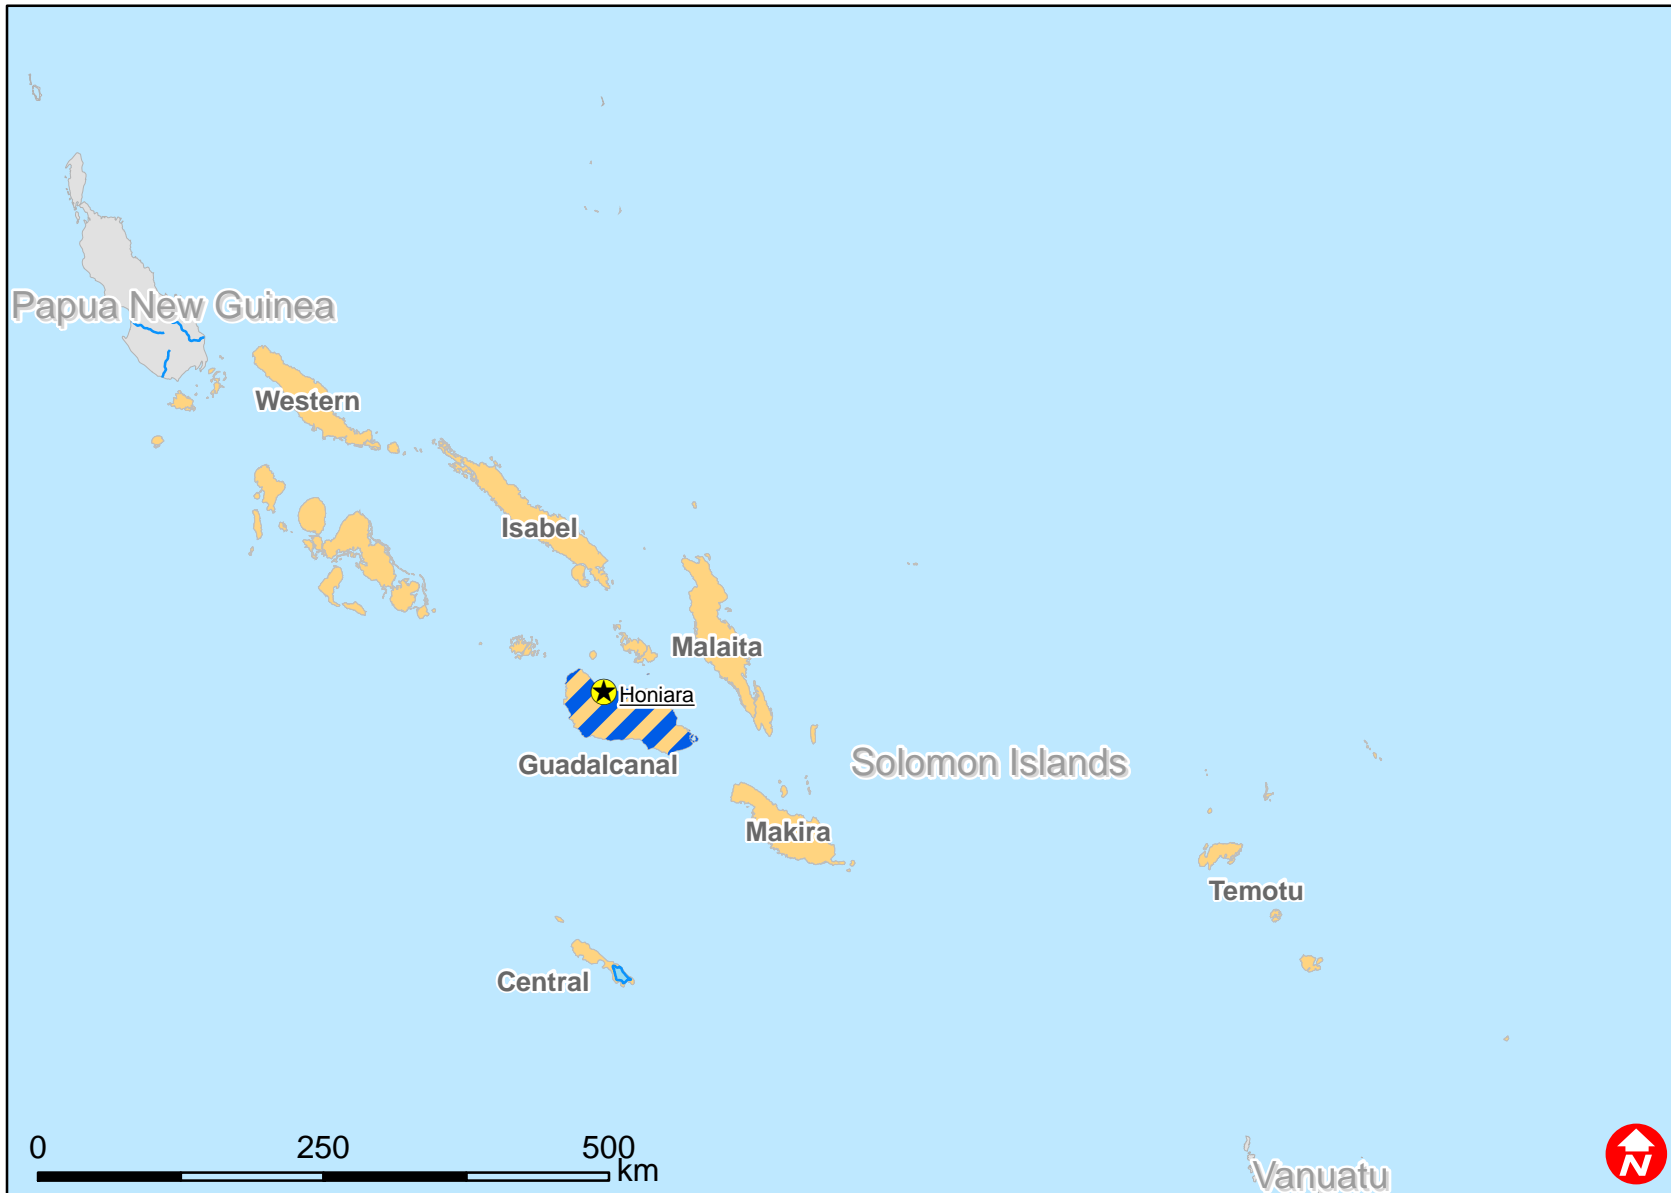 Papua New Guinea
Western
Isabel
Malaita
Honiara
Guadalcanal
Solomon Islands
Makira
Temotu
Central
0 250 500
km
Vanuatu
N